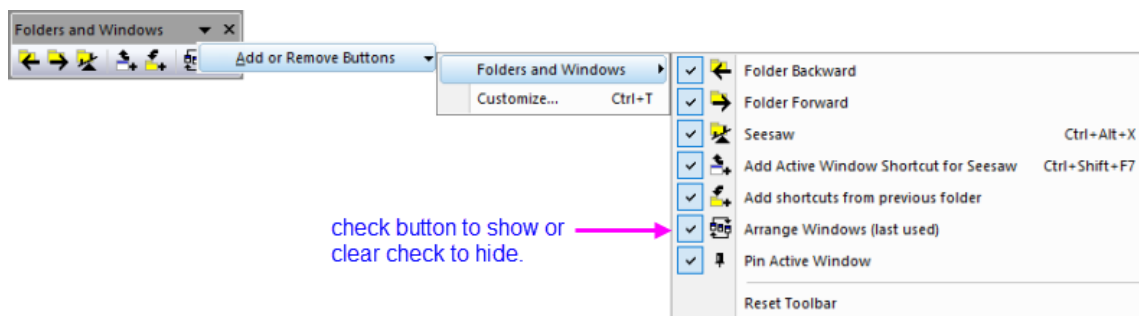 Folders and Windows
Add or Remove Buttons
Folders and Windows
Customize... Ctrl+T
Folder Backward
Folder Forward
Seesaw Ctrl+Alt+X
Add Active Window Shortcut for Seesaw Ctrl+Shift+F7
Add shortcuts from previous folder
Arrange Windows (last used)
Pin Active Window
Reset Toolbar
check button to show or
clear check to hide.